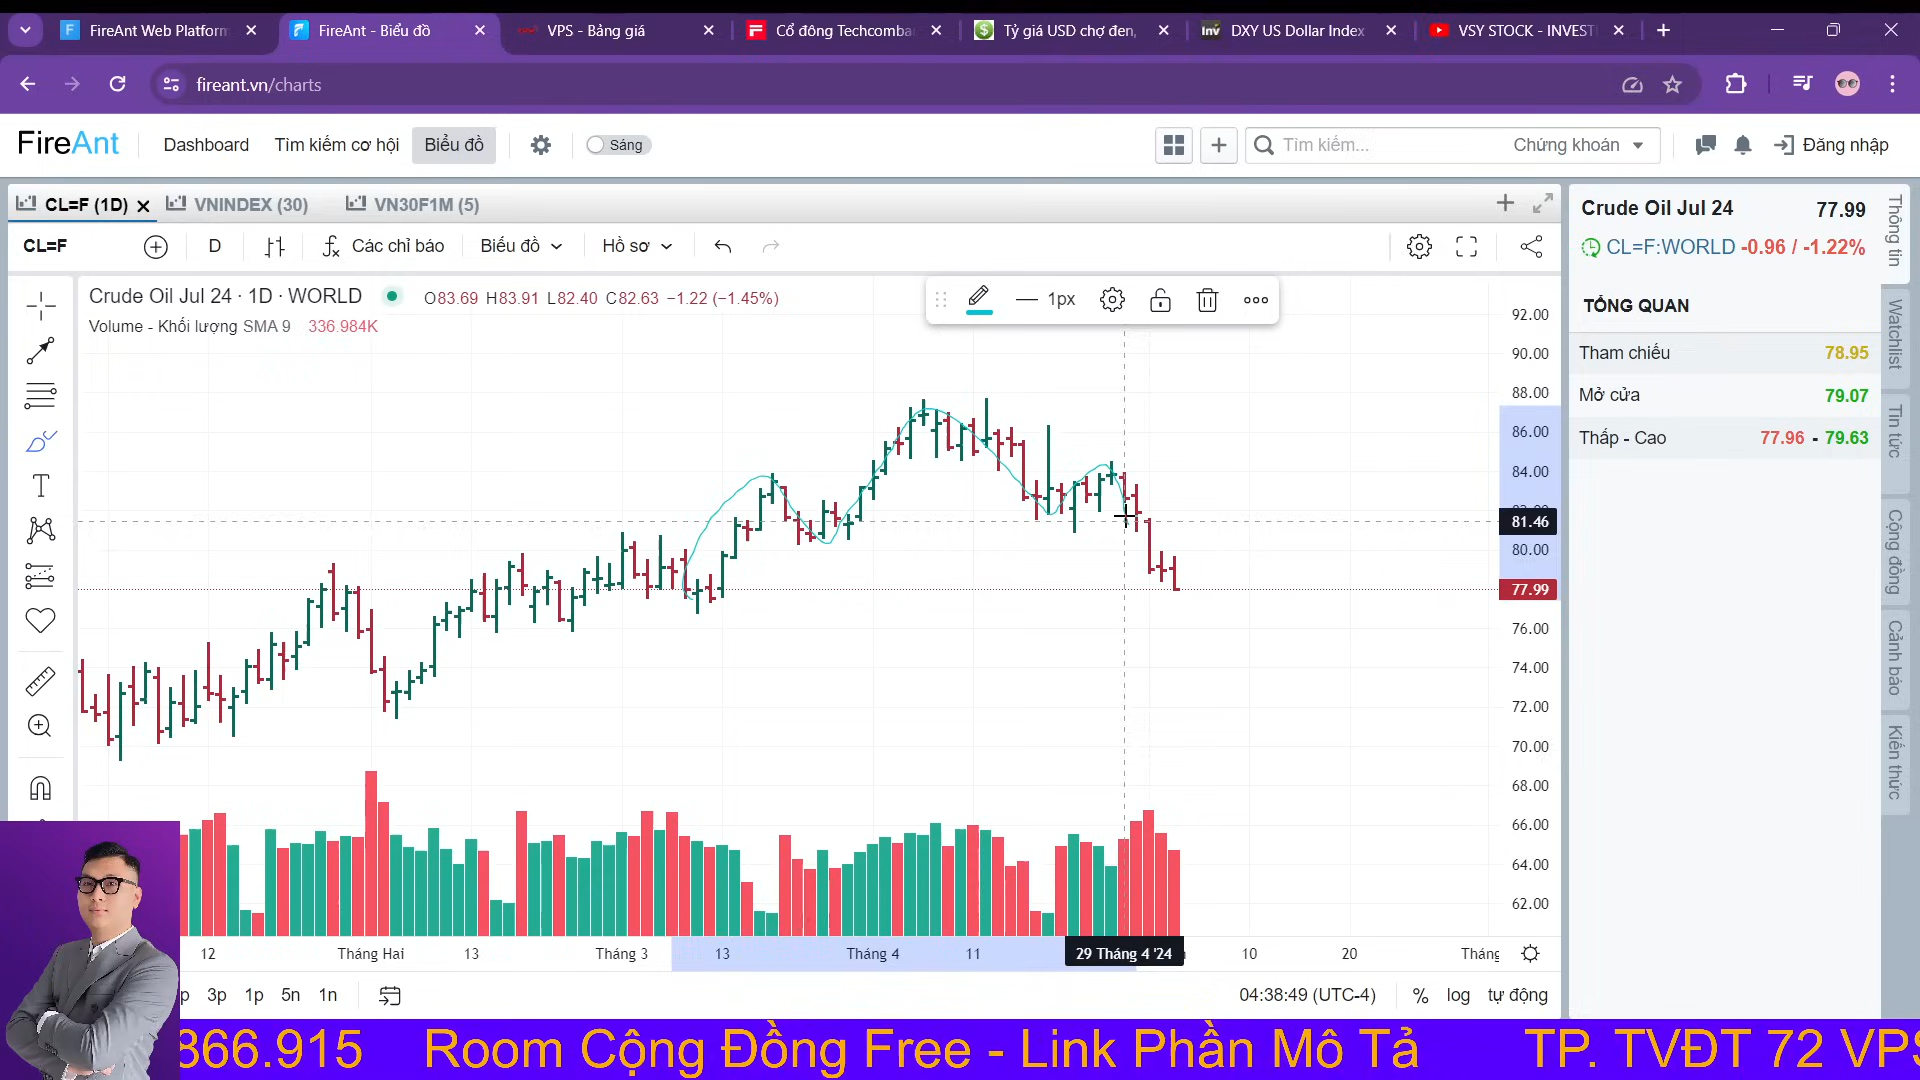 FireAnt Web Platform
FireAnt - Biểu đồ
VPS - Bảng giá
Cổ đông Techcomba
Tỷ giá USD chợ đen,
DXY US Dollar Index
VSY STOCK - INVEST
fireant.vn/charts
FireAnt
Dashboard
Tìm kiếm cơ hội
Biểu đồ
Sáng
Tìm kiếm...
Chứng khoán
Đăng nhập
CL=F (1D)
VNINDEX (30)
VN30F1M (5)
CL=F
D
Các chỉ báo
Biểu đồ
Hồ sơ
Crude Oil Jul 24 · 1D · WORLD
O83.69 H83.91 L82.40 C82.63 −1.22 (−1.45%)
Volume - Khối lượng SMA 9 336.984K
1px
92.00
90.00
88.00
86.00
84.00
81.46
80.00
77.99
76.00
74.00
72.00
70.00
68.00
66.00
64.00
62.00
12
Tháng Hai
13
Tháng 3
13
Tháng 4
11
29 Tháng 4 '24
10
20
Tháng
3p
1p
5n
1n
04:38:49 (UTC-4)
%
log
tự động
Crude Oil Jul 24
77.99
CL=F:WORLD
-0.96 / -1.22%
TỔNG QUAN
Tham chiếu 78.95
Mở cửa 79.07
Thấp - Cao 77.96 - 79.63
Thông tin
Watchlist
Tin tức
Cộng đồng
Cảnh báo
Kiến thức
866.915 Room Cộng Đồng Free - Link Phần Mô Tả TP. TVĐT 72 VPS